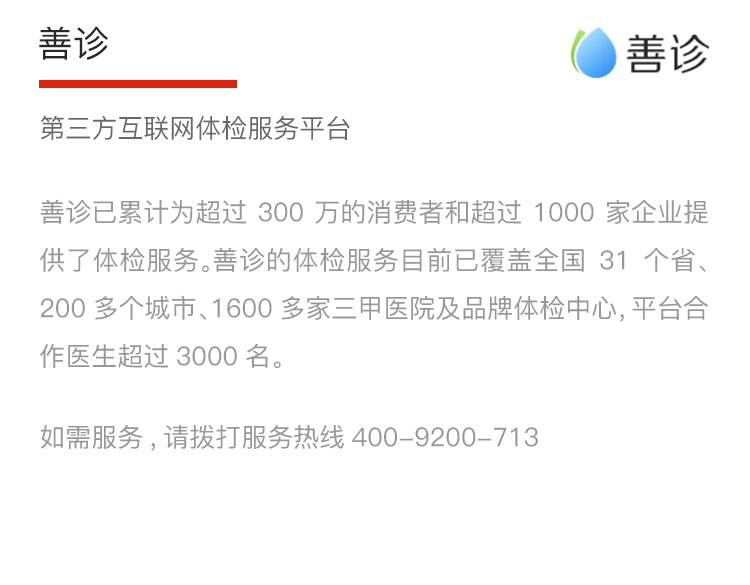 善诊
善诊
第三方互联网体检服务平台
善诊已累计为超过 300 万的消费者和超过 1000 家企业提
供了体检服务。善诊的体检服务目前已覆盖全国 31 个省、
200 多个城市、1600 多家三甲医院及品牌体检中心，平台合
作医生超过 3000 名。
如需服务，请拨打服务热线 400-9200-713